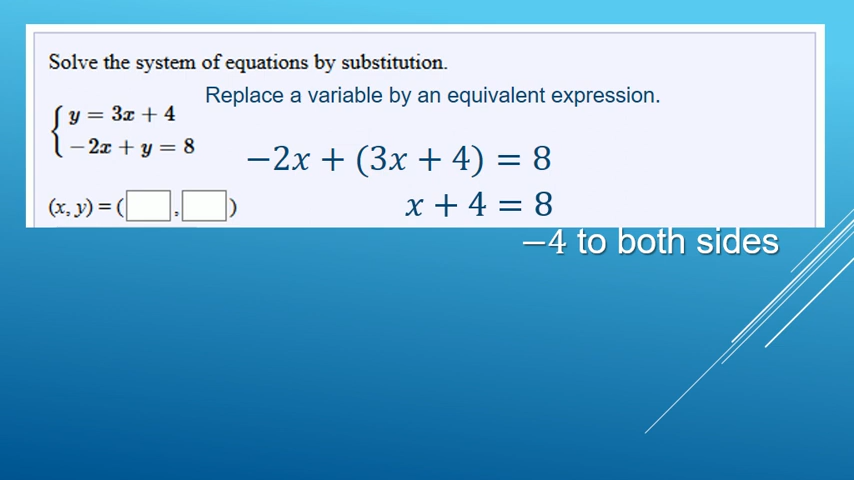 Solve the system of equations by substitution.
Replace a variable by an equivalent expression.
y = 3x + 4
−2x + y = 8
−2x + (3x + 4) = 8
x + 4 = 8
(x, y) = ( , )
−4 to both sides